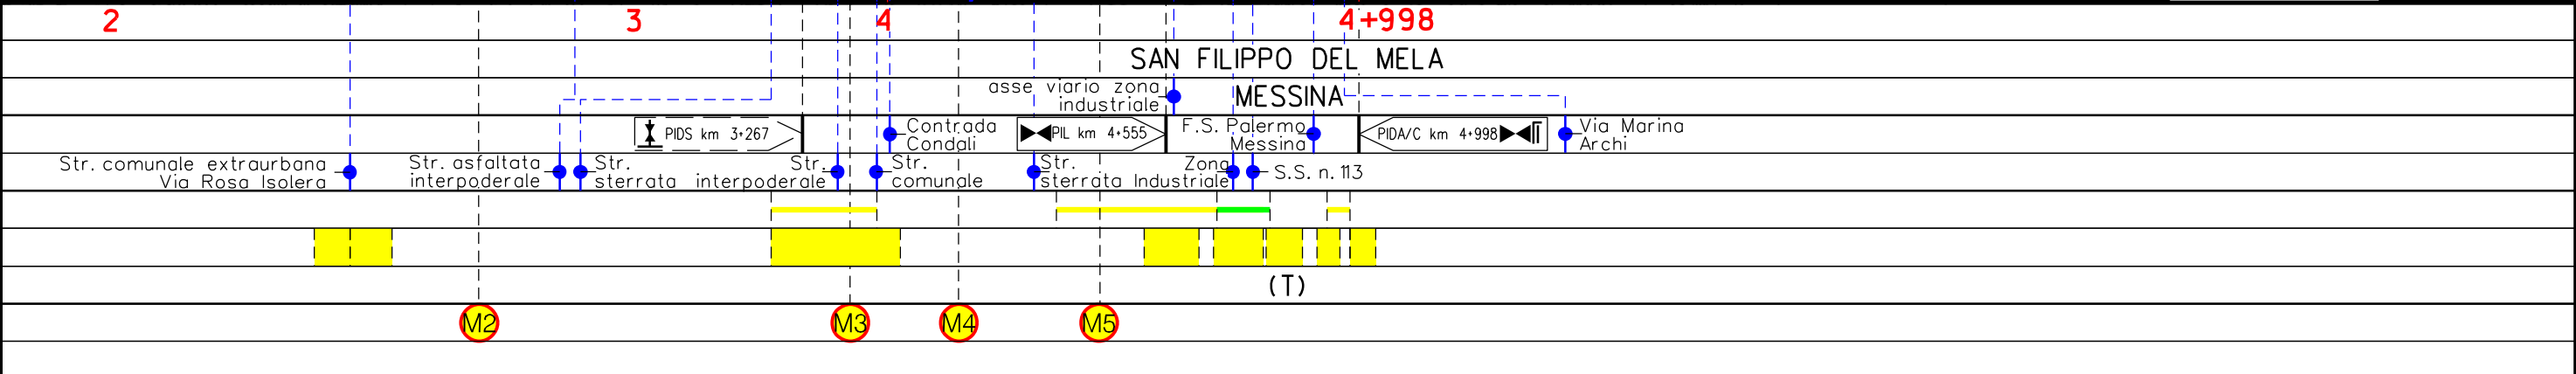 2 3 4 4+998
SAN FILIPPO DEL MELA
asse viario zona
industriale
MESSINA
PIDS km 3+267
Contrada
Condali
PIL km 4+555
F.S. Palermo
Messina
PIDA/C km 4+998
Via Marina
Archi
Str. comunale extraurbana
Via Rosa Isolera
Str. asfaltata
interpoderale
Str.
sterrata
Str.
interpoderale
Str.
comunale
Str.
sterrata
Zona
Industriale
S.S. n. 113
(T)
M2 M3 M4 M5